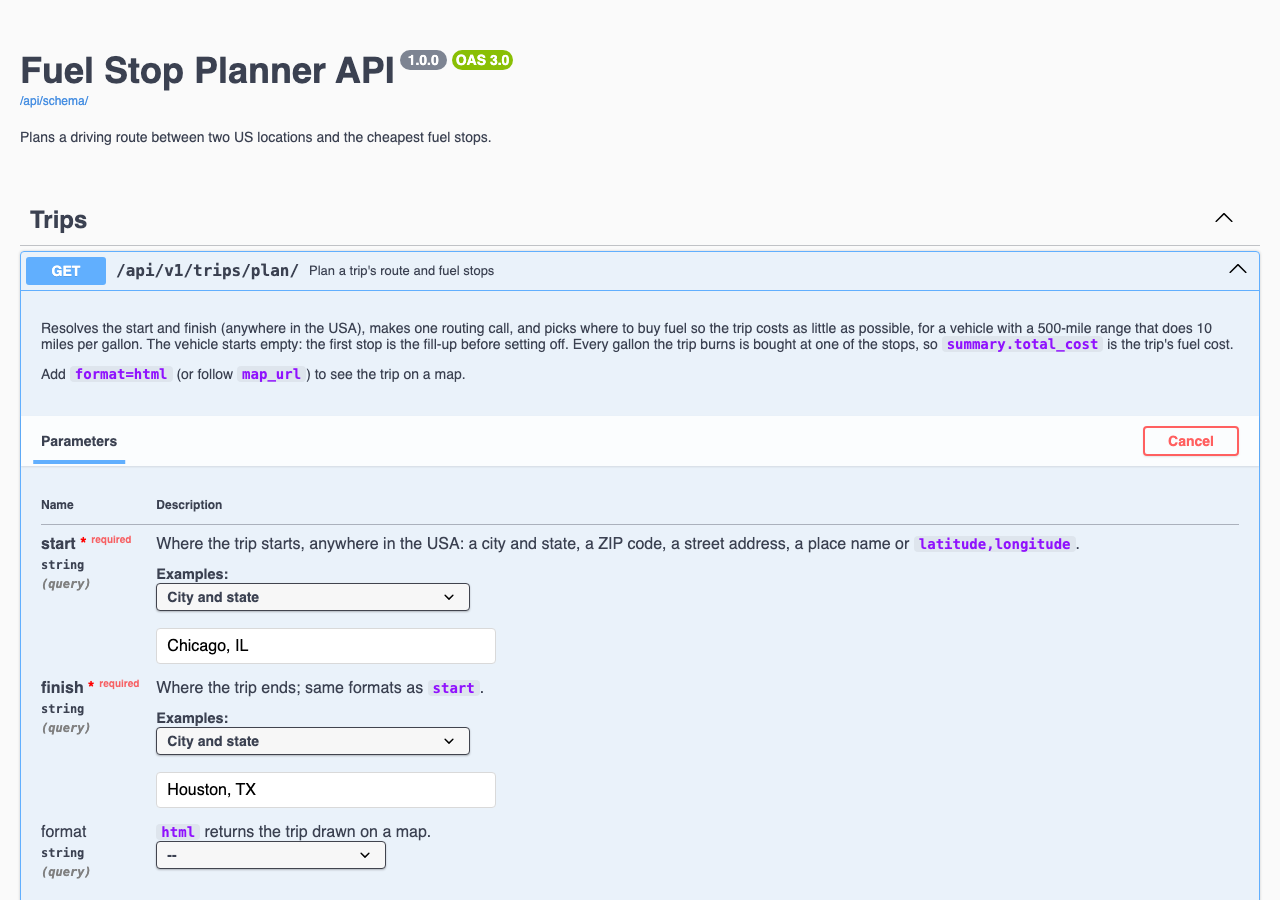 Fuel Stop Planner API 1.0.0 OAS 3.0
/api/schema/
Plans a driving route between two US locations and the cheapest fuel stops.
Trips
GET /api/v1/trips/plan/ Plan a trip's route and fuel stops
Resolves the start and finish (anywhere in the USA), makes one routing call, and picks where to buy fuel so the trip costs as little as possible, for a vehicle with a 500-mile range that does 10
miles per gallon. The vehicle starts empty: the first stop is the fill-up before setting off. Every gallon the trip burns is bought at one of the stops, so summary.total_cost is the trip's fuel cost.
Add format=html (or follow map_url ) to see the trip on a map.
Parameters Cancel
Name Description
start * required Where the trip starts, anywhere in the USA: a city and state, a ZIP code, a street address, a place name or latitude,longitude .
string
(query)
Examples:
City and state
Chicago, IL
finish * required Where the trip ends; same formats as start .
string
(query)
Examples:
City and state
Houston, TX
format html returns the trip drawn on a map.
string
(query)
--